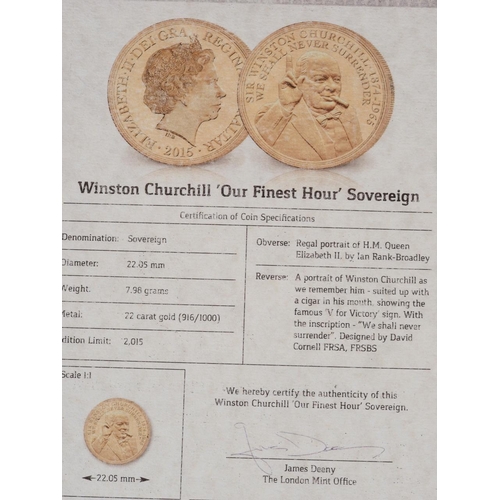 ELIZABETH·II·DEI GRA REGINA
2015
SIR WINSTON CHURCHILL, 1874-1965
WE SHALL NEVER SURRENDER
Winston Churchill 'Our Finest Hour' Sovereign
Certification of Coin Specifications
Denomination: Sovereign
Diameter: 22.05 mm
Weight: 7.98 grams
Metal: 22 carat gold (916/1000)
dition Limit: 2,015
Obverse: Regal portrait of H.M. Queen
Elizabeth II. by Ian Rank-Broadley
Reverse: A portrait of Winston Churchill as
we remember him - suited up with
a cigar in his mouth, showing the
famous 'V for Victory' sign. With
the inscription - "We shall never
surrender". Designed by David
Cornell FRSA, FRSBS
Scale 1:1
22.05 mm
We hereby certify the authenticity of this
Winston Churchill 'Our Finest Hour' Sovereign.
James Deeny
James Deeny
The London Mint Office